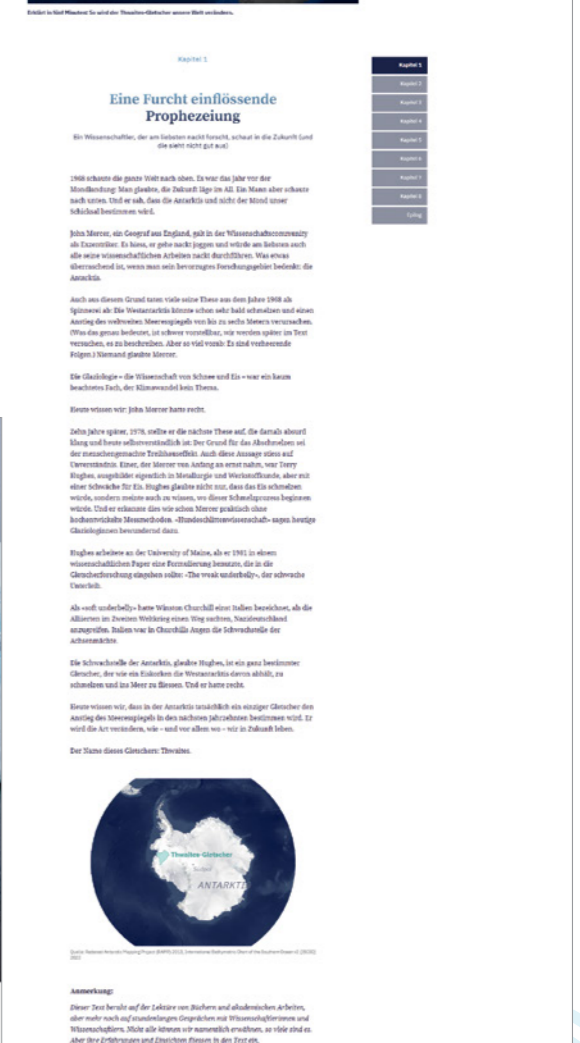 Erklärt in fünf Minuten: So wird der Thwaites-Gletscher unsere Welt verändern.
Kapitel 1
Kapitel 1
Kapitel 2
Kapitel 3
Kapitel 4
Kapitel 5
Kapitel 6
Kapitel 7
Kapitel 8
Epilog
Eine Furcht einflössende
Prophezeiung
Ein Wissenschaftler, der am liebsten nackt forscht, schaut in die Zukunft (und
die sieht nicht gut aus)
1968 schaute die ganze Welt nach oben. Es war das Jahr vor der
Mondlandung: Man glaubte, die Zukunft läge im All. Ein Mann aber schaute
nach unten. Und er sah, dass die Antarktis und nicht der Mond unser
Schicksal bestimmen wird.
John Mercer, ein Geograf aus England, galt in der Wissenschaftscommunity
als Exzentriker. Es hiess, er gehe nackt joggen und würde am liebsten auch
alle seine wissenschaftlichen Arbeiten nackt durchführen. Was etwas
überraschend ist, wenn man sein bevorzugtes Forschungsgebiet bedenkt: die
Antarktis.
Auch aus diesem Grund taten viele seine These aus dem Jahre 1968 als
Spinnerei ab: Die Westantarktis könnte schon sehr bald schmelzen und einen
Anstieg des weltweiten Meeresspiegels von bis zu sechs Metern verursachen.
(Was das genau bedeutet, ist schwer vorstellbar, wir werden später im Text
versuchen, es zu beschreiben. Aber so viel vorab: Es sind verheerende
Folgen.) Niemand glaubte Mercer.
Die Glaziologie – die Wissenschaft von Schnee und Eis – war ein kaum
beachtetes Fach, der Klimawandel kein Thema.
Heute wissen wir: John Mercer hatte recht.
Zehn Jahre später, 1978, stellte er die nächste These auf, die damals absurd
klang und heute selbstverständlich ist: Der Grund für das Abschmelzen sei
der menschengemachte Treibhauseffekt. Auch diese Aussage stiess auf
Unverständnis. Einer, der Mercer von Anfang an ernst nahm, war Terry
Hughes, ausgebildet eigentlich in Metallurgie und Werkstoffkunde, aber mit
einer Schwäche für Eis. Hughes glaubte nicht nur, dass das Eis schmelzen
würde, sondern meinte auch zu wissen, wo dieser Schmelzprozess beginnen
würde. Und er erkannte dies wie schon Mercer praktisch ohne
hochentwickelte Messmethoden. «Hundeschlittenwissenschaft» sagen heutige
Glaziologinnen bewundernd dazu.
Hughes arbeitete an der University of Maine, als er 1981 in einem
wissenschaftlichen Paper eine Formulierung benutzte, die in die
Gletscherforschung eingehen sollte: «The weak underbelly», der schwache
Unterleib.
Als «soft underbelly» hatte Winston Churchill einst Italien bezeichnet, als die
Alliierten im Zweiten Weltkrieg einen Weg suchten, Nazideutschland
anzugreifen. Italien war in Churchills Augen die Schwachstelle der
Achsenmächte.
Die Schwachstelle der Antarktis, glaubte Hughes, ist ein ganz bestimmter
Gletscher, der wie ein Eiskorken die Westantarktis davon abhält, zu
schmelzen und ins Meer zu fliessen. Und er hatte recht.
Heute wissen wir, dass in der Antarktis tatsächlich ein einziger Gletscher den
Anstieg des Meeresspiegels in den nächsten Jahrzehnten bestimmen wird. Er
wird die Art verändern, wie – und vor allem wo – wir in Zukunft leben.
Der Name dieses Gletschers: Thwaites.
Thwaites-Gletscher
Südpol
ANTARKTI
Anmerkung:
Dieser Text beruht auf der Lektüre von Büchern und akademischen Arbeiten,
aber mehr noch auf stundenlangen Gesprächen mit Wissenschaftlerinnen und
Wissenschaftlern. Nicht alle können wir namentlich erwähnen, so viele sind es.
Aber ihre Erfahrungen und Einsichten fliessen in den Text ein.